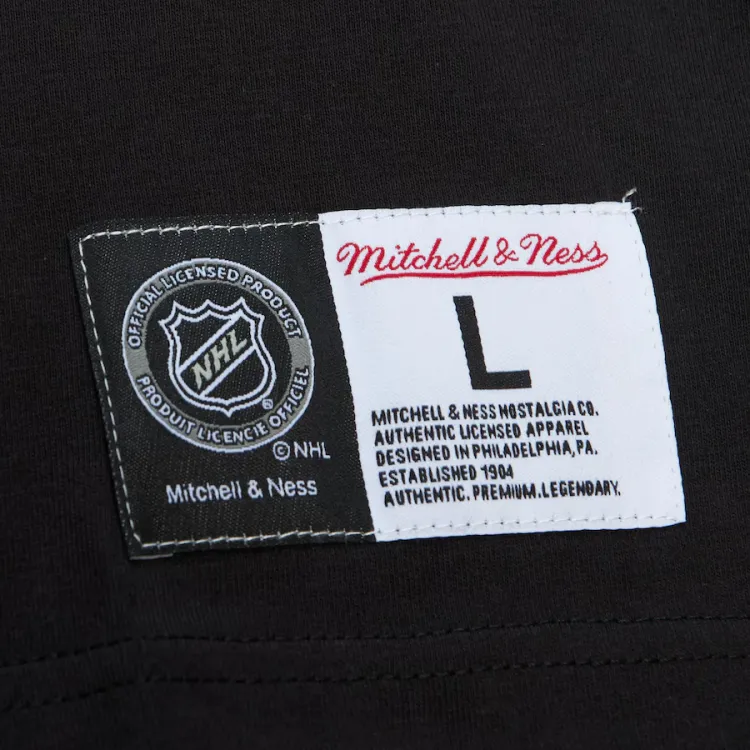 OFFICIAL LICENSED PRODUCT
NHL
®
PRODUIT LICENCIE OFFICIEL
© NHL
Mitchell & Ness
Mitchell & Ness
L
MITCHELL & NESS NOSTALGIA CO.
AUTHENTIC LICENSED APPAREL
DESIGNED IN PHILADELPHIA, PA.
ESTABLISHED 1904
AUTHENTIC. PREMIUM. LEGENDARY.